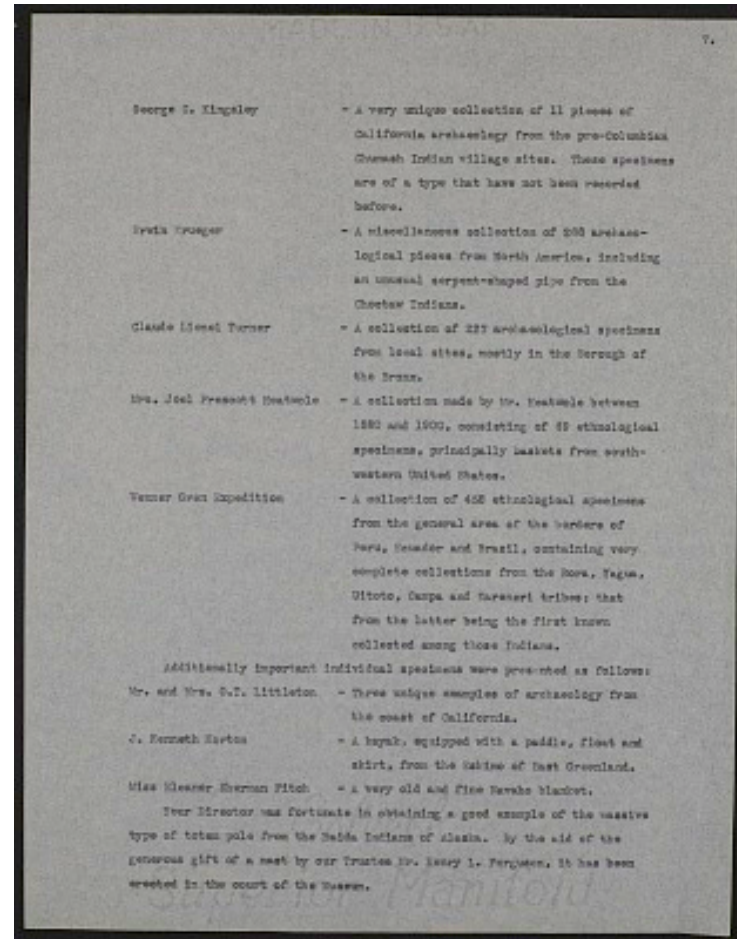 MADE IN U.S.A.
7.
George S. Kingsley - A very unique collection of 11 pieces of
California archaeology from the pre-Columbian
Chumash Indian village sites. These specimens
are of a type that have not been recorded
before.
Erwin Krueger - A miscellaneous collection of archaeo-
logical pieces from North America, including
an unusual serpent-shaped pipe from the
Choctaw Indians.
Claude Lionel Turner - A collection of 227 archaeological specimens
from local sites, mostly in the Borough of
the Bronx.
Mrs. Joel Prescott Heatwole - A collection made by Mr. Heatwole between
and 1900, consisting of 49 ethnological
specimens, principally baskets from south-
western United States.
Wenner Gren Expedition - A collection of 468 ethnological specimens
from the general area of the borders of
Peru, Ecuador and Brazil, containing very
complete collections from the Bora, Yagua,
Uitoto, Campa and tribes; that
from the latter being the first known
collected among those Indians.
Additionally important individual specimens were presented as follows:
Mr. and Mrs. O.T. Littleton - Three unique examples of archaeology from
the coast of California.
J. Kenneth - A kayak, equipped with a paddle, float and
skirt, from the Eskimo of East Greenland.
Miss Eleanor Sherman Fitch - A very old and fine Navaho blanket.
Your Director was fortunate in obtaining a good example of the massive
type of totem pole from the Haida Indians of Alaska. By the aid of the
generous gift of a mast by our Trustee Mr. Henry L. Ferguson, it has been
erected in the court of the Museum.
Superior Manifold